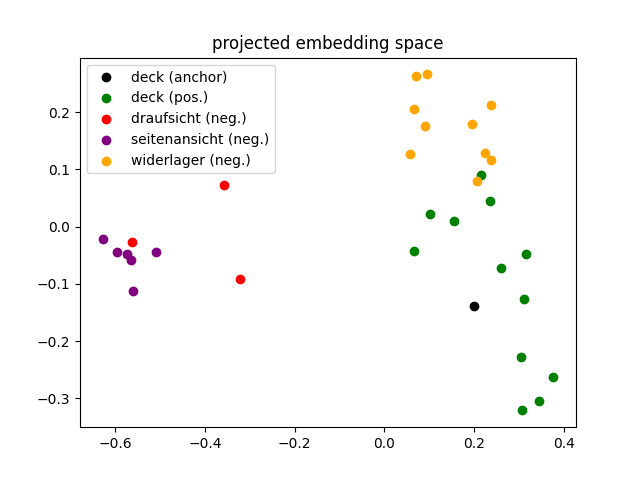 projected embedding space
deck (anchor)
deck (pos.)
draufsicht (neg.)
seitenansicht (neg.)
widerlager (neg.)
0.2
0.1
0.0
−0.1
−0.2
−0.3
−0.6 −0.4 −0.2 0.0 0.2 0.4